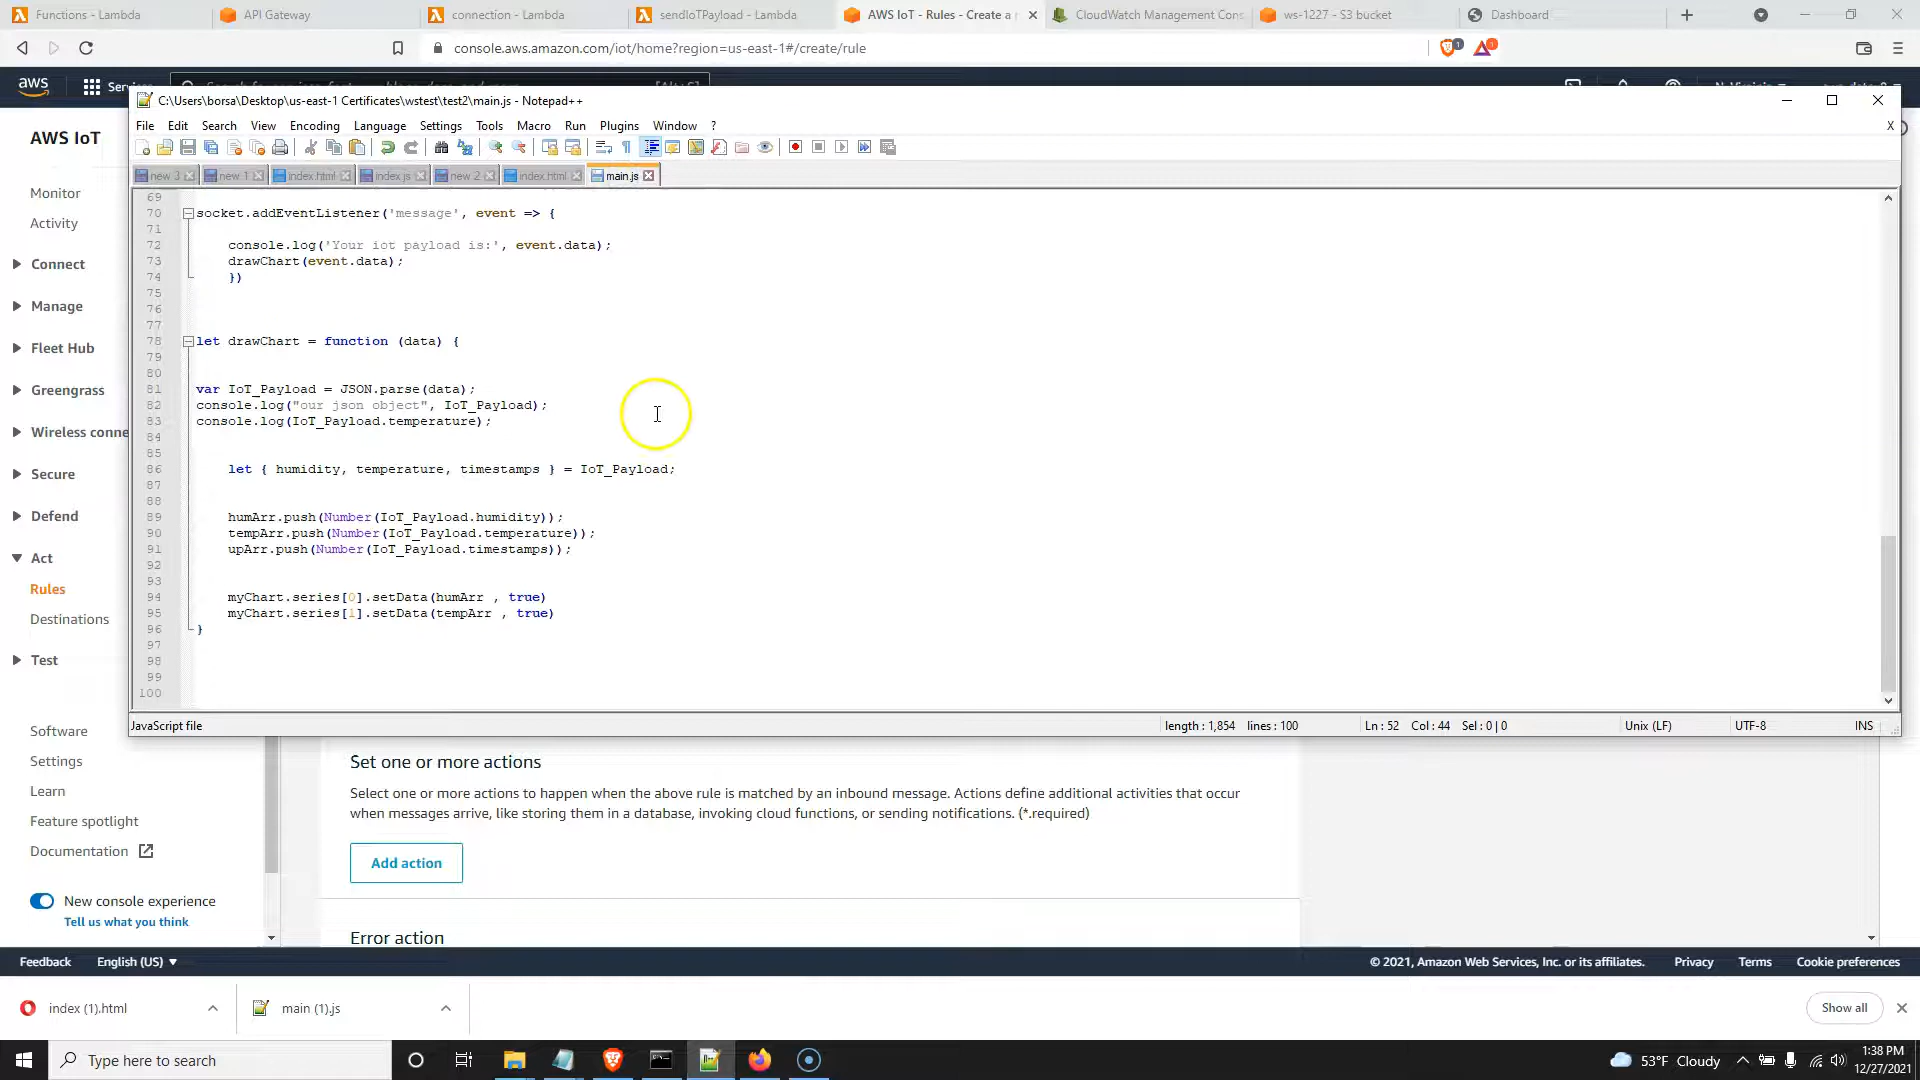 Functions - Lambda
API Gateway
connection - Lambda
sendIoTPayload - Lambda
AWS IoT - Rules - Create a r
CloudWatch Management Cons
ws-1227 - S3 bucket
Dashboard
console.aws.amazon.com/iot/home?region=us-east-1#/create/rule
aws
C:\Users\borsa\Desktop\us-east-1 Certificates\wstest\test2\main.js - Notepad++
File Edit Search View Encoding Language Settings Tools Macro Run Plugins Window ?
new 3
new 1
index.html
index.js
new 2
index.html
main.js
AWS IoT
Monitor
Activity
Connect
Manage
Fleet Hub
Greengrass
Wireless conne
Secure
Defend
Act
Rules
Destinations
Test
Software
Settings
Learn
Feature spotlight
Documentation
New console experience
Tell us what you think
69
70 socket.addEventListener('message', event => {
71
72 console.log('Your iot payload is:', event.data);
73 drawChart(event.data);
74 })
75
76
77
78 let drawChart = function (data) {
79
80
81 var IoT_Payload = JSON.parse(data);
82 console.log("our json object", IoT_Payload);
83 console.log(IoT_Payload.temperature);
84
85
86 let { humidity, temperature, timestamps } = IoT_Payload;
87
88
89 humArr.push(Number(IoT_Payload.humidity));
90 tempArr.push(Number(IoT_Payload.temperature));
91 upArr.push(Number(IoT_Payload.timestamps));
92
93
94 myChart.series[0].setData(humArr , true)
95 myChart.series[1].setData(tempArr , true)
96 }
97
98
99
100
JavaScript file
length : 1,854 lines : 100
Ln : 52 Col : 44 Sel : 0 | 0
Unix (LF)
UTF-8
INS
Set one or more actions
Select one or more actions to happen when the above rule is matched by an inbound message. Actions define additional activities that occur
when messages arrive, like storing them in a database, invoking cloud functions, or sending notifications. (*.required)
Add action
Error action
Feedback
English (US)
© 2021, Amazon Web Services, Inc. or its affiliates.
Privacy
Terms
Cookie preferences
index (1).html
main (1).js
Show all
Type here to search
53°F Cloudy
1:38 PM
12/27/2021